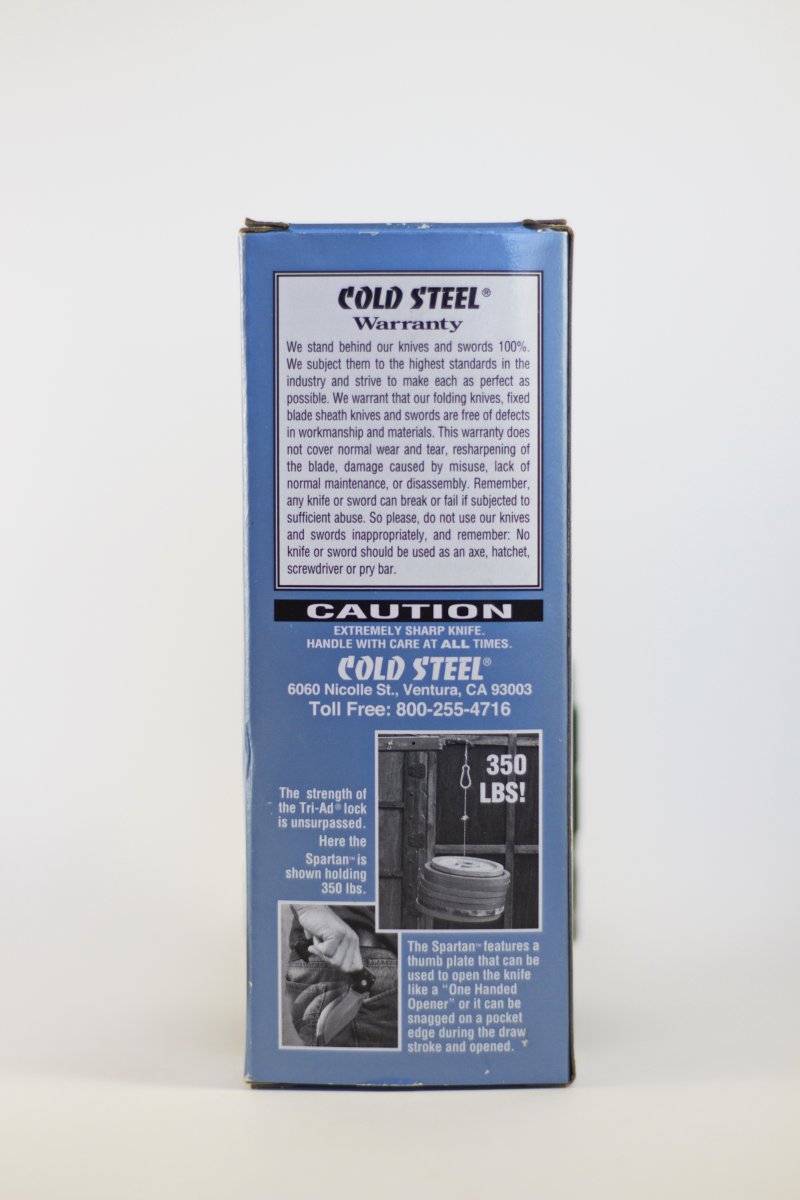 COLD STEEL®
Warranty
We stand behind our knives and swords 100%.
We subject them to the highest standards in the
industry and strive to make each as perfect as
possible. We warrant that our folding knives, fixed
blade sheath knives and swords are free of defects
in workmanship and materials. This warranty does
not cover normal wear and tear, resharpening of
the blade, damage caused by misuse, lack of
normal maintenance, or disassembly. Remember,
any knife or sword can break or fail if subjected to
sufficient abuse. So please, do not use our knives
and swords inappropriately, and remember: No
knife or sword should be used as an axe, hatchet,
screwdriver or pry bar.
CAUTION
EXTREMELY SHARP KNIFE.
HANDLE WITH CARE AT ALL TIMES.
COLD STEEL®
6060 Nicolle St., Ventura, CA 93003
Toll Free: 800-255-4716
350
LBS!
The strength of
the Tri-Ad® lock
is unsurpassed.
Here the
Spartan™ is
shown holding
350 lbs.
The Spartan™ features a
thumb plate that can be
used to open the knife
like a “One Handed
Opener” or it can be
snagged on a pocket
edge during the draw
stroke and opened.